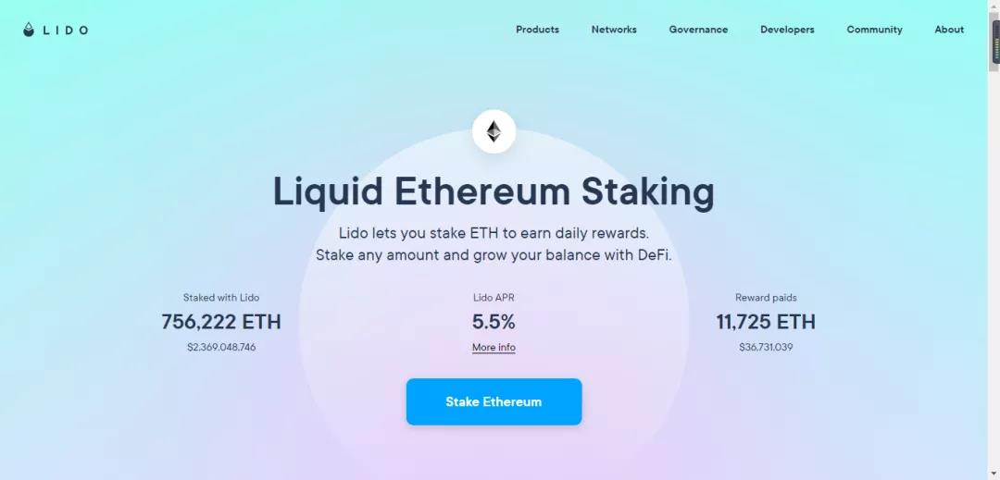 LIDO
Products Networks Governance Developers Community About
Liquid Ethereum Staking
Lido lets you stake ETH to earn daily rewards.
Stake any amount and grow your balance with DeFi.
Staked with Lido Lido APR Reward paids
756,222 ETH 5.5% 11,725 ETH
$2,369,048,746 More info $36,731,039
Stake Ethereum